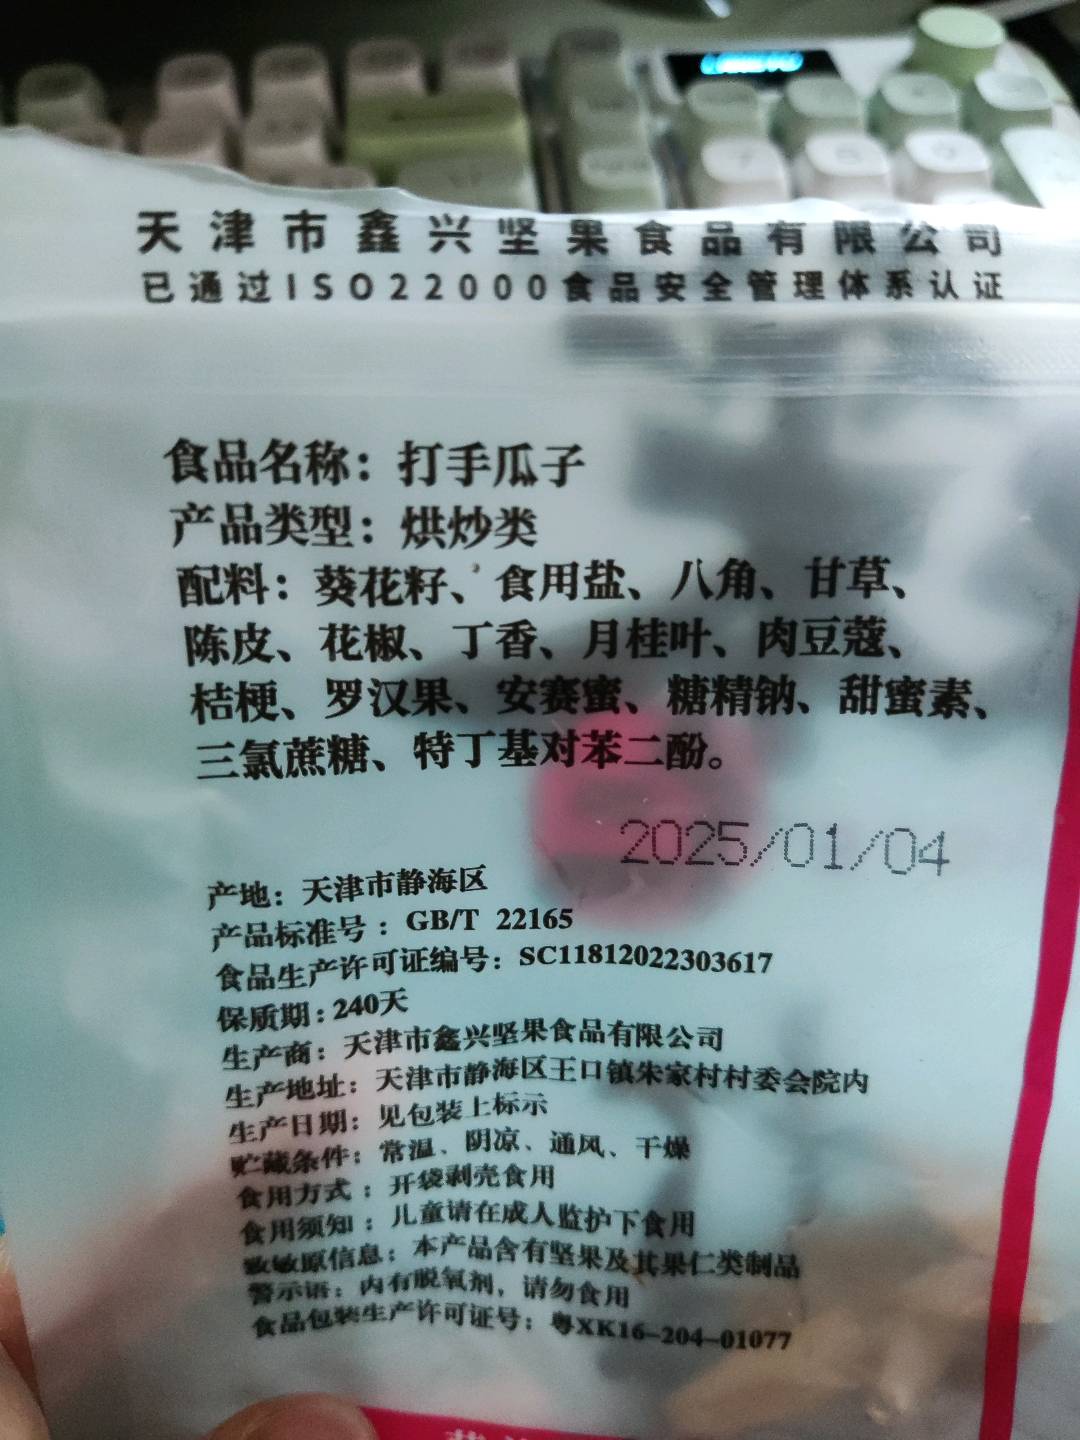 天津市鑫兴坚果食品有限公司
已通过ISO22000食品安全管理体系认证
食品名称：打手瓜子
产品类型：烘炒类
配料：葵花籽、食用盐、八角、甘草、
陈皮、花椒、丁香、月桂叶、肉豆蔻、
桔梗、罗汉果、安赛蜜、糖精钠、甜蜜素、
三氯蔗糖、特丁基对苯二酚。
2025/01/04
产地：天津市静海区
产品标准号：GB/T 22165
食品生产许可证编号：SC11812022303617
保质期：240天
生产商：天津市鑫兴坚果食品有限公司
生产地址：天津市静海区王口镇朱家村村委会院内
生产日期：见包装上标示
贮藏条件：常温、阴凉、通风、干燥
食用方式：开袋剥壳食用
食用须知：儿童请在成人监护下食用
致敏原信息：本产品含有坚果及其果仁类制品
警示语：内有脱氧剂，请勿食用
食品包装生产许可证号：粤XK16-204-01077